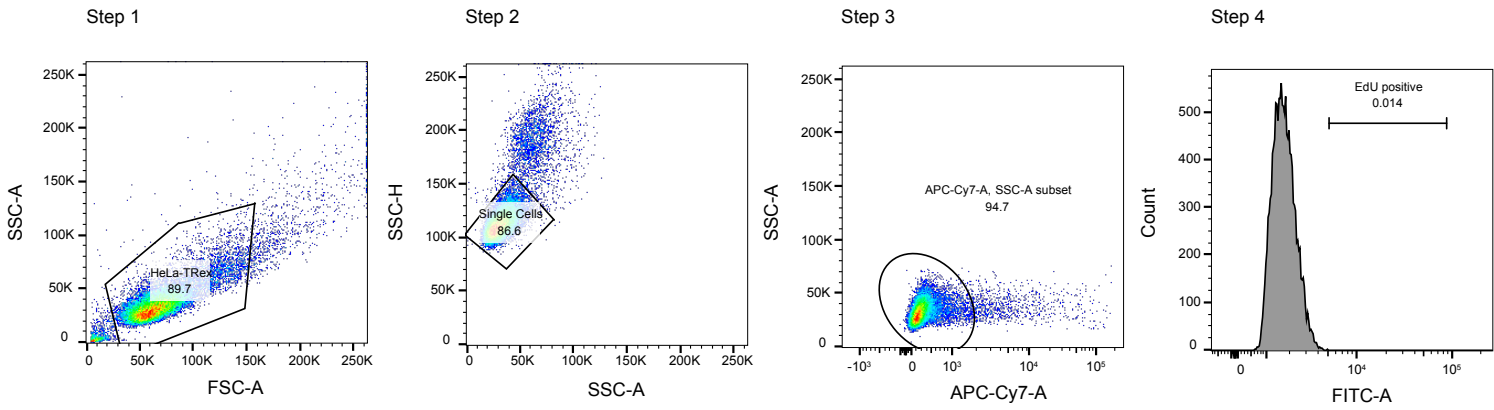 Step 1
Step 2
Step 3
Step 4
250K
200K
150K
100K
50K
0
SSC-A
HeLa-TRex
89.7
0
50K
100K
150K
200K
250K
FSC-A
250K
200K
150K
100K
50K
0
SSC-H
Single Cells
86.6
0
50K
100K
150K
200K
250K
SSC-A
250K
200K
150K
100K
50K
0
SSC-A
APC-Cy7-A, SSC-A subset
94.7
-10³
0
10³
10⁴
10⁵
APC-Cy7-A
500
400
300
200
100
0
Count
EdU positive
0.014
0
10⁴
10⁵
FITC-A